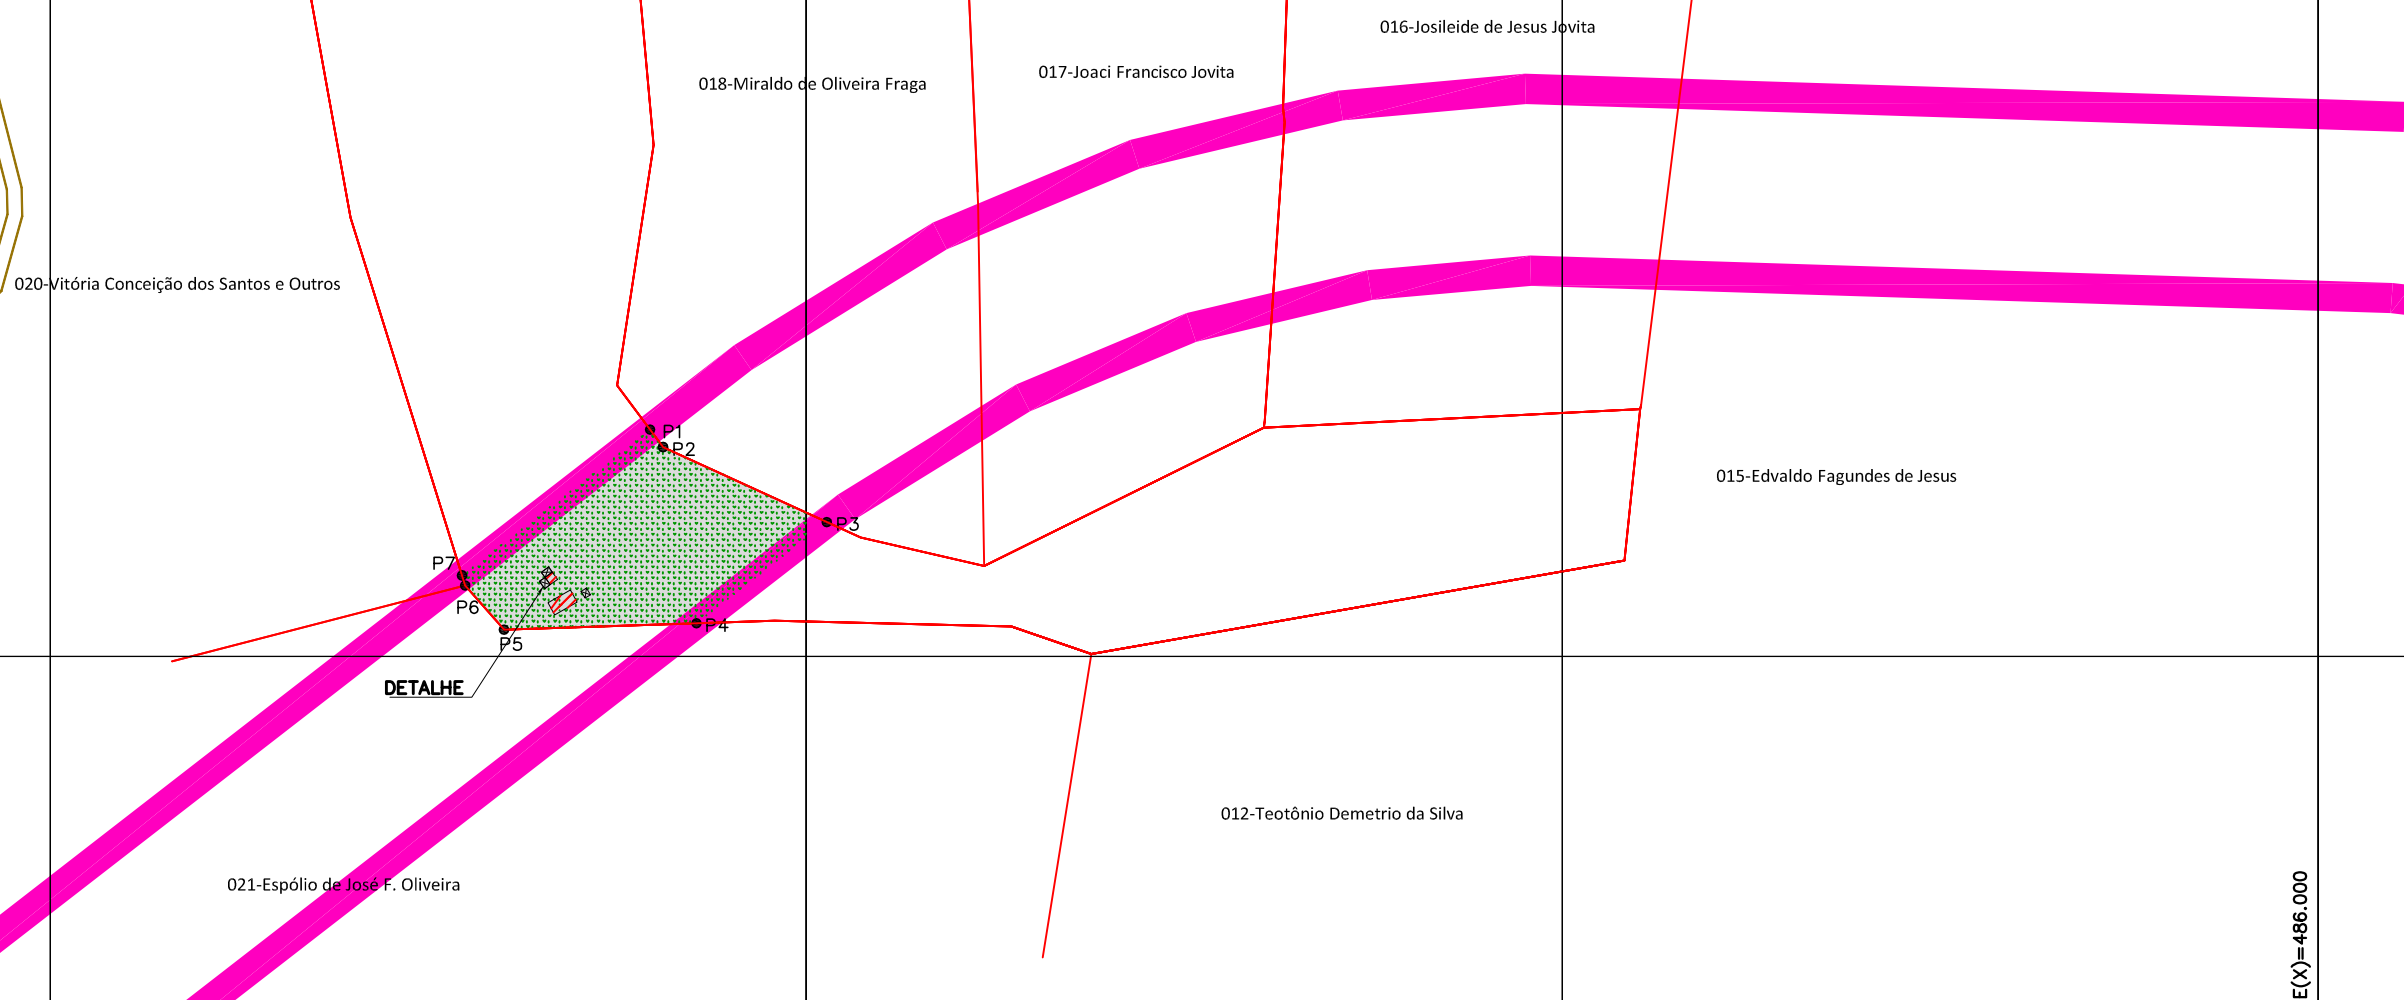 016-Josileide de Jesus Jovita
017-Joaci Francisco Jovita
018-Miraldo de Oliveira Fraga
020-Vitória Conceição dos Santos e Outros
P1
P2
015-Edvaldo Fagundes de Jesus
P3
P7
P6
P4
P5
DETALHE
012-Teotônio Demetrio da Silva
021-Espólio de José F. Oliveira
E(X)=486.000